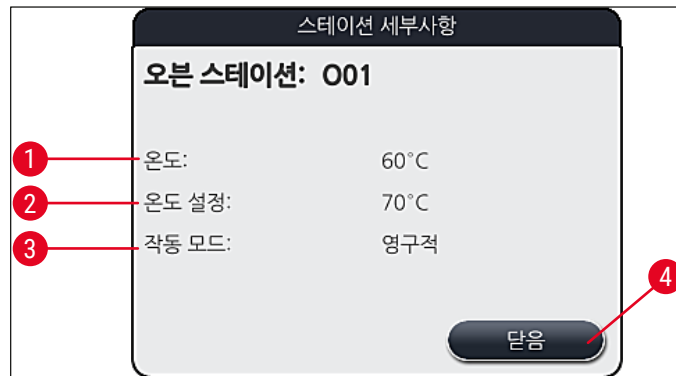 스테이션 세부사항
오븐 스테이션: O01
1 온도: 60°C
2 온도 설정: 70°C
3 작동 모드: 영구적
4
닫음